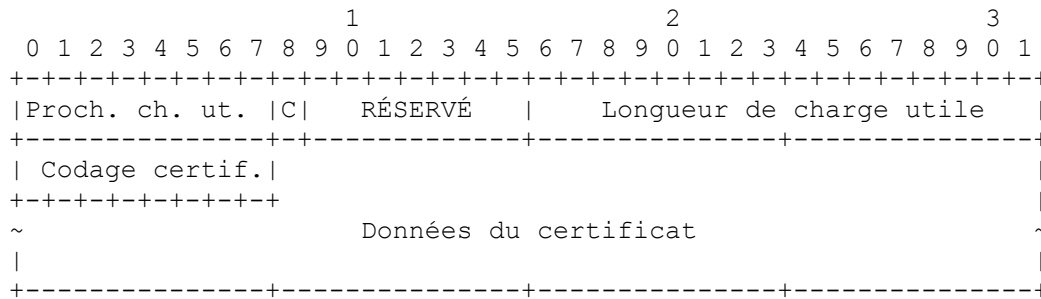 1                   2                   3
 0 1 2 3 4 5 6 7 8 9 0 1 2 3 4 5 6 7 8 9 0 1 2 3 4 5 6 7 8 9 0 1
+-+-+-+-+-+-+-+-+-+-+-+-+-+-+-+-+-+-+-+-+-+-+-+-+-+-+-+-+-+-+-+-+
|Proch. ch. ut. |C|   RÉSERVÉ   |    Longueur de charge utile   |
+---------------+-+-------------+---------------+---------------+
| Codage certif.|                                               |
+-+-+-+-+-+-+-+-+                                               |
~                     Données du certificat                     ~
|                                                               |
+---------------+---------------+---------------+---------------+